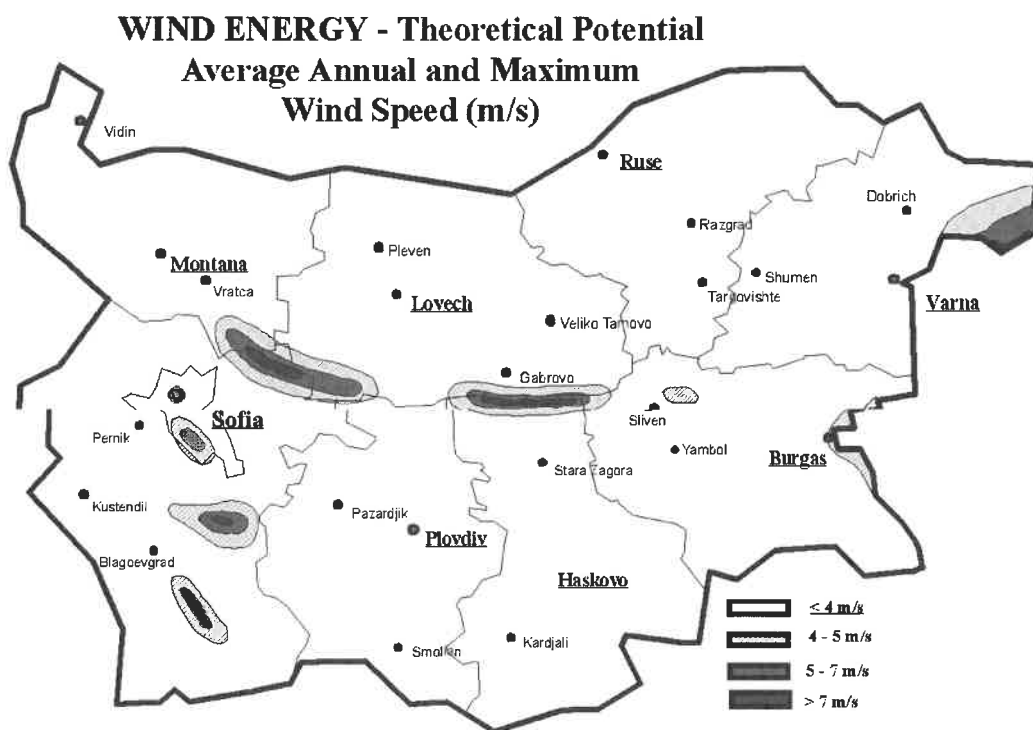 WIND ENERGY - Theoretical Potential
Average Annual and Maximum
Wind Speed (m/s)
Vidin
Ruse
Dobrich
Razgrad
Pleven
Montana
Vratca
Lovech
Shumen
Targovishte
Varna
Veliko Tarnovo
Gabrovo
Sofia
Sliven
Pernik
Yambol
Burgas
Stara Zagora
Kustendil
Pazardjik
Plovdiv
Blagoevgrad
Haskovo
Smolian
Kardjali
< 4 m/s
4 - 5 m/s
5 - 7 m/s
> 7 m/s